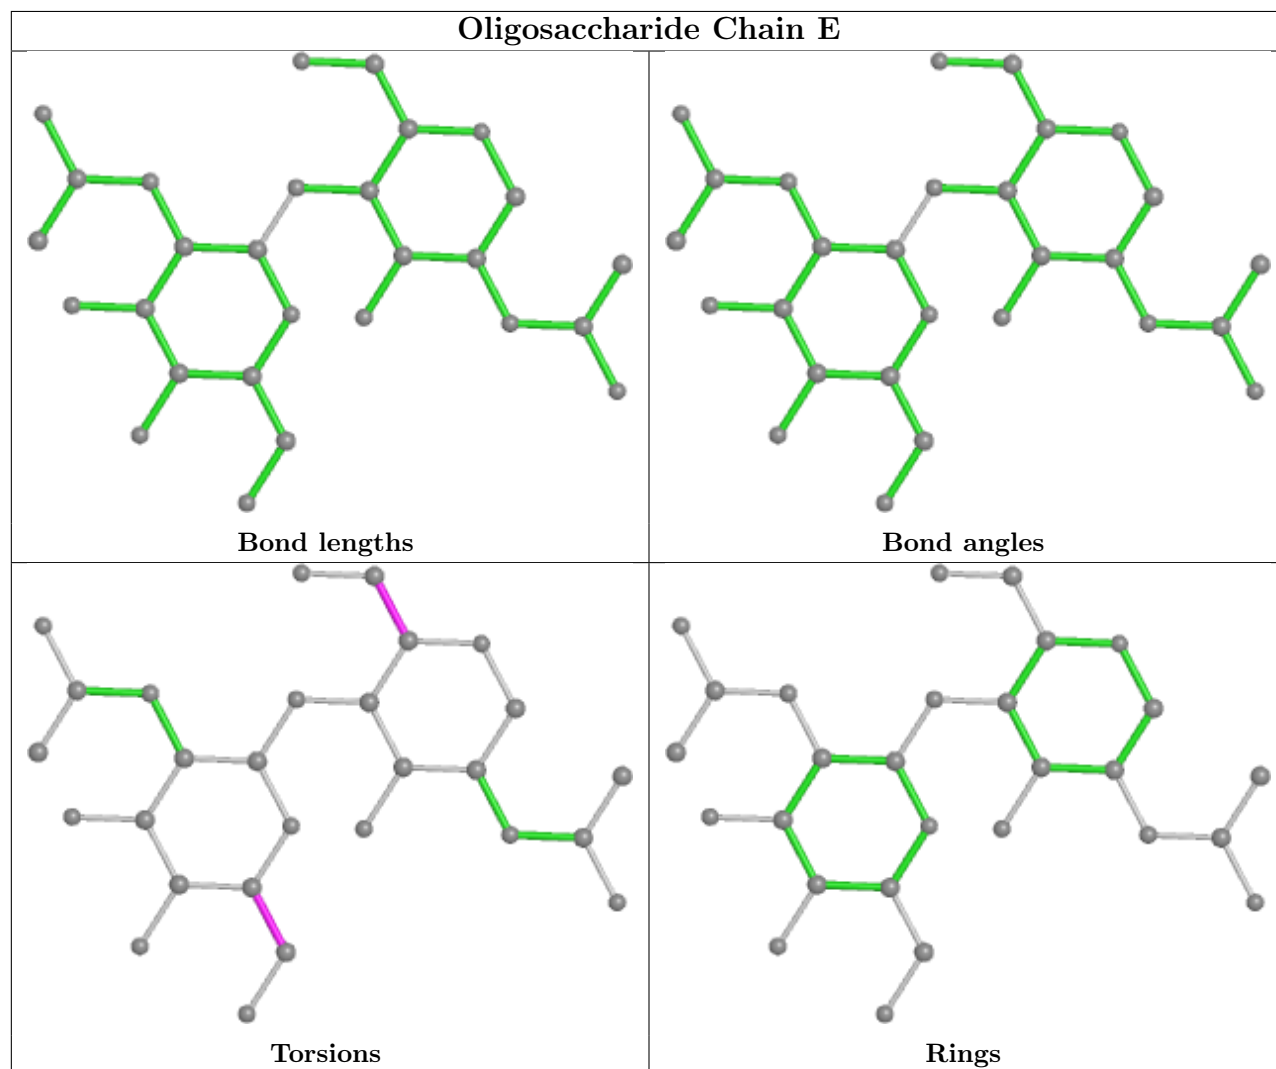 Oligosaccharide Chain E
Bond lengths
Bond angles
Torsions
Rings